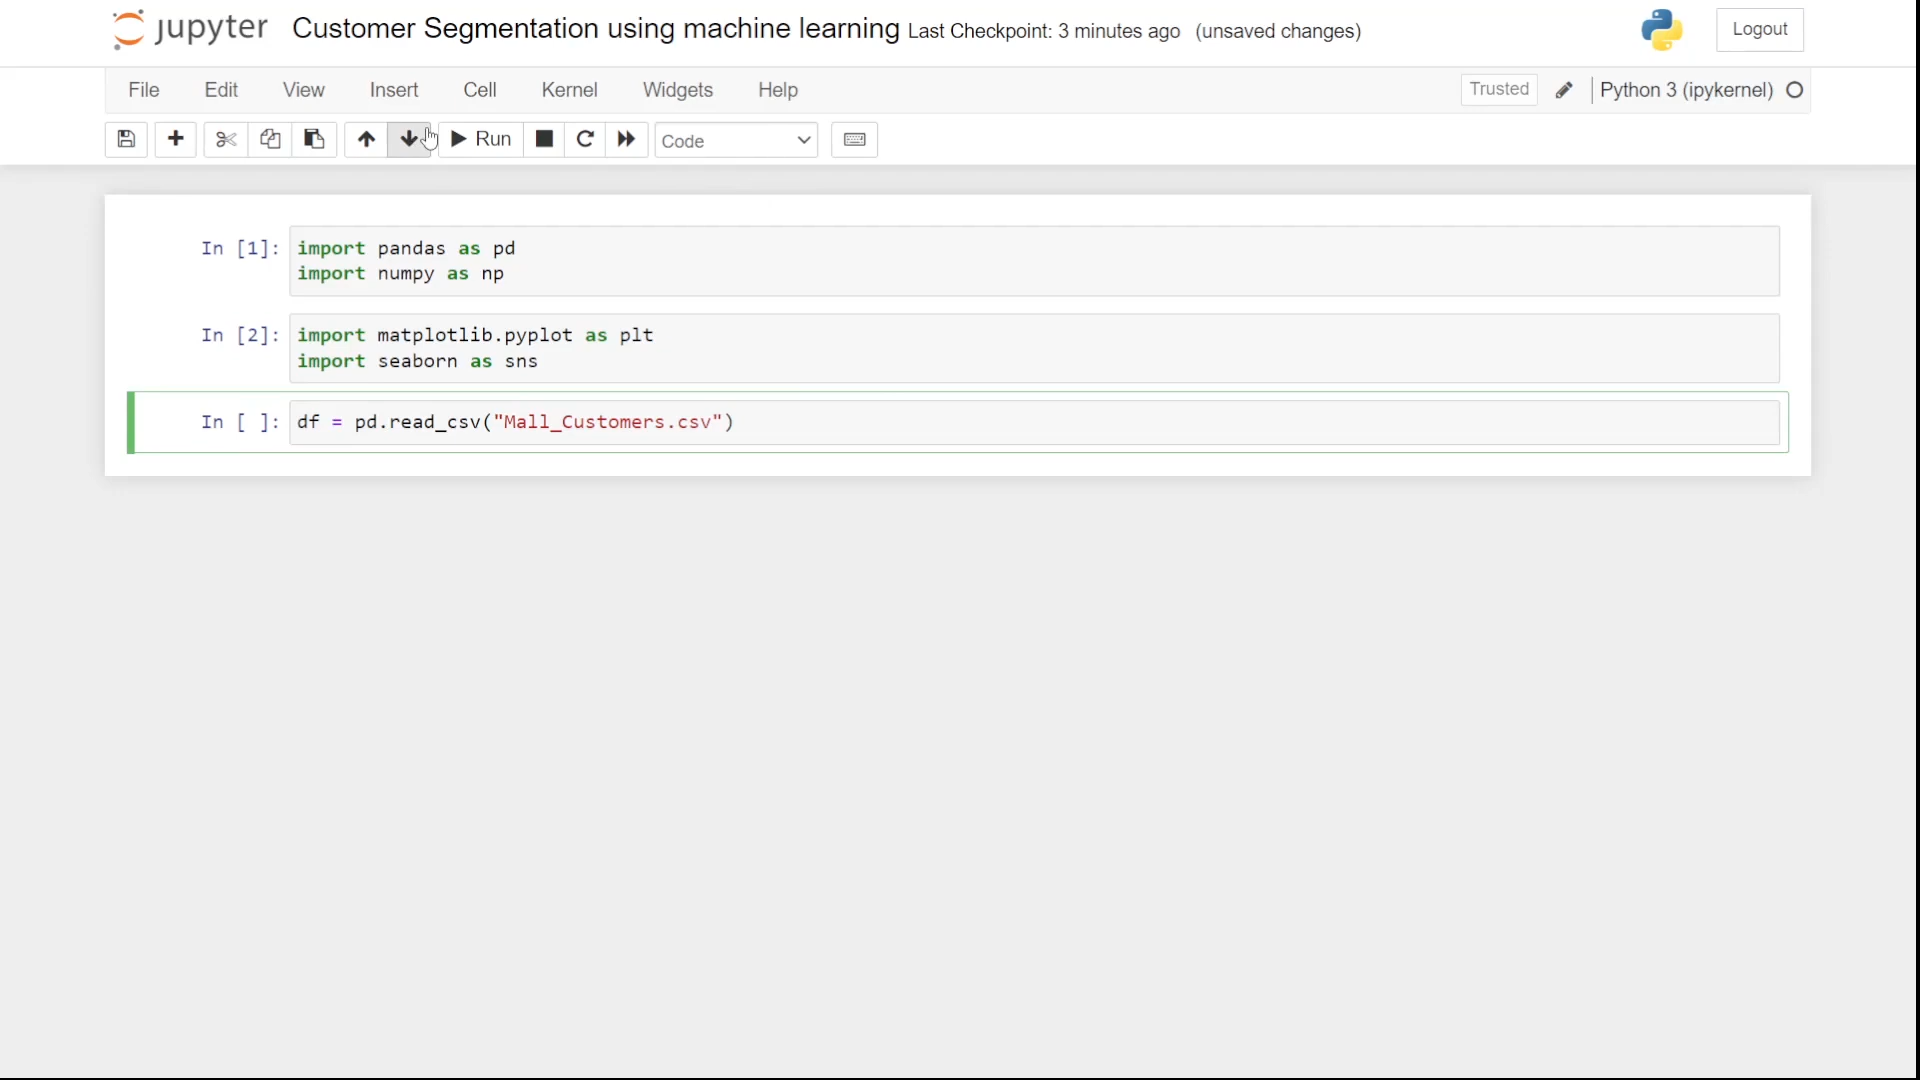 jupyter Customer Segmentation using machine learning Last Checkpoint: 3 minutes ago (unsaved changes) Logout
File Edit View Insert Cell Kernel Widgets Help Trusted Python 3 (ipykernel)
Run Code
In [1]: import pandas as pd
import numpy as np
In [2]: import matplotlib.pyplot as plt
import seaborn as sns
In [ ]: df = pd.read_csv("Mall_Customers.csv")